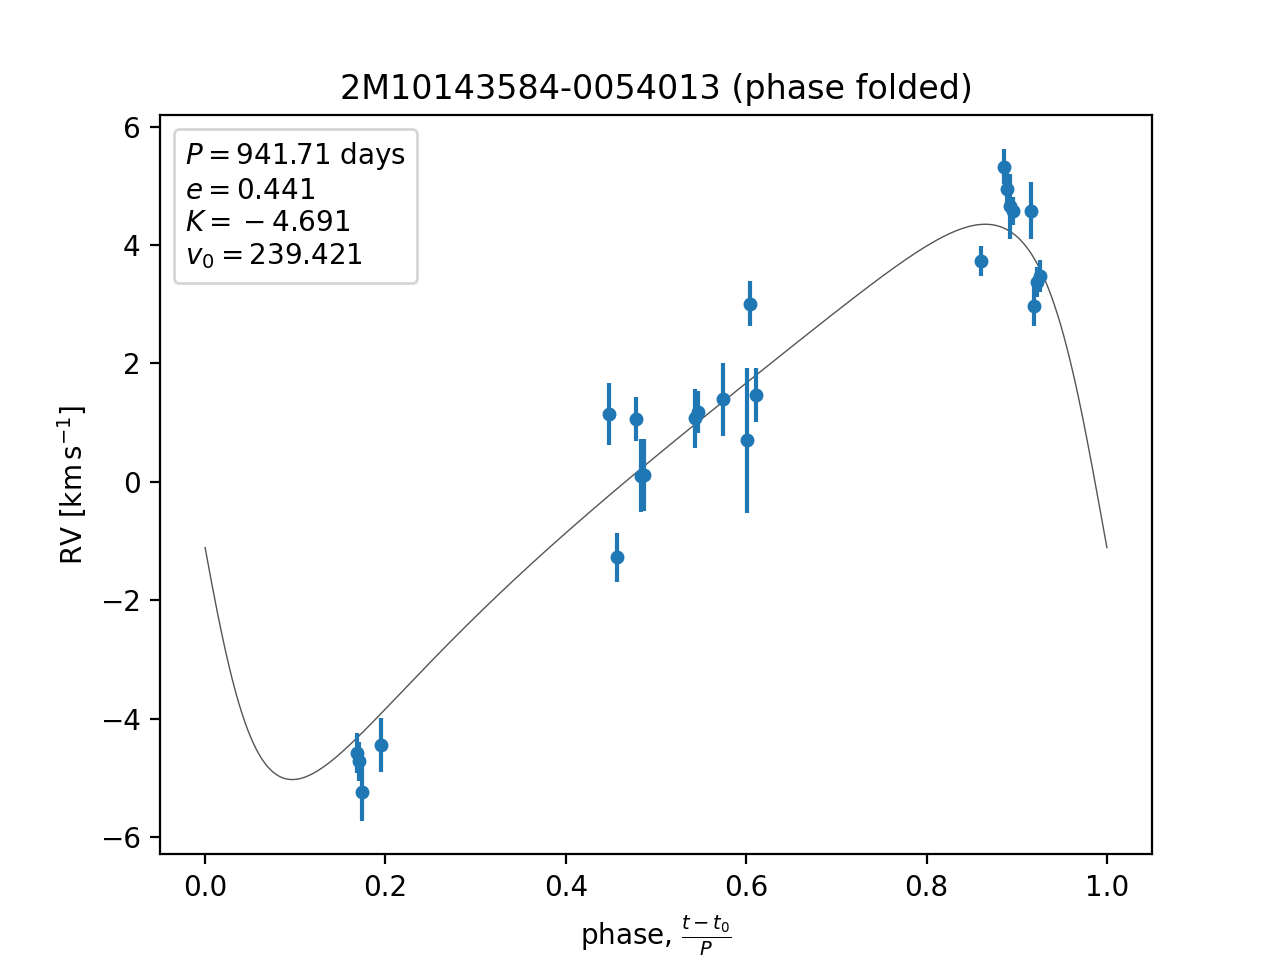 2M10143584-0054013 (phase folded)
P = 941.71 days
e = 0.441
K = −4.691
v₀ = 239.421
6
4
2
0
−2
−4
−6
RV [km s⁻¹]
0.0 0.2 0.4 0.6 0.8 1.0
phase, (t − t₀)/P